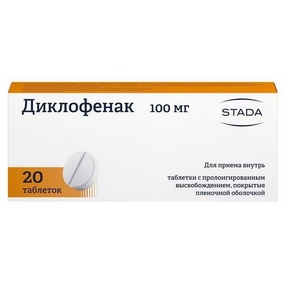 Диклофенак 100 мг
STADA
Для приема внутрь
20
таблеток
таблетки с пролонгированным
высвобождением, покрытые
пленочной оболочкой